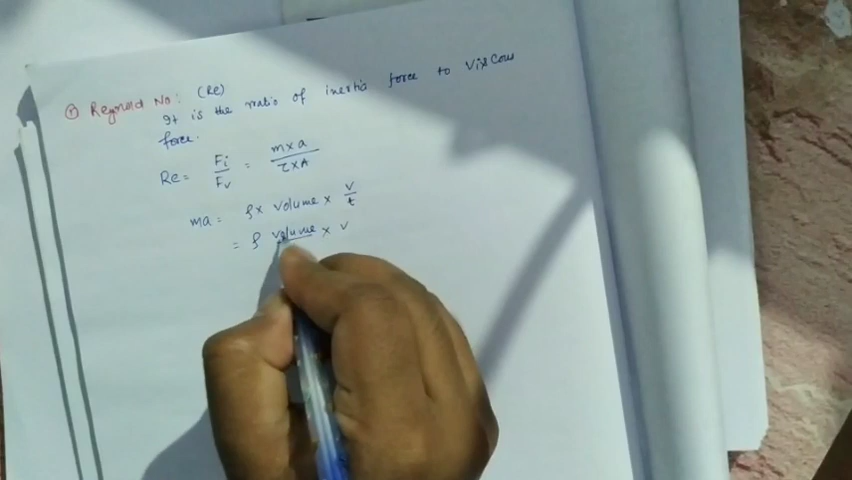 ① Reynold No: (Re)
It is the ratio of inertia force to Viscous
force.
Re = Fi/Fv = m×a/τ×A
ma = ρ× volume × v/t
= ρ volume × v